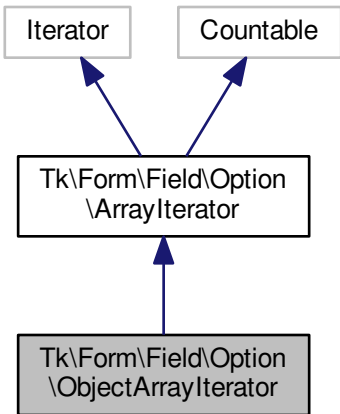 Iterator
Countable
Tk\Form\Field\Option
\ArrayIterator
Tk\Form\Field\Option
\ObjectArrayIterator